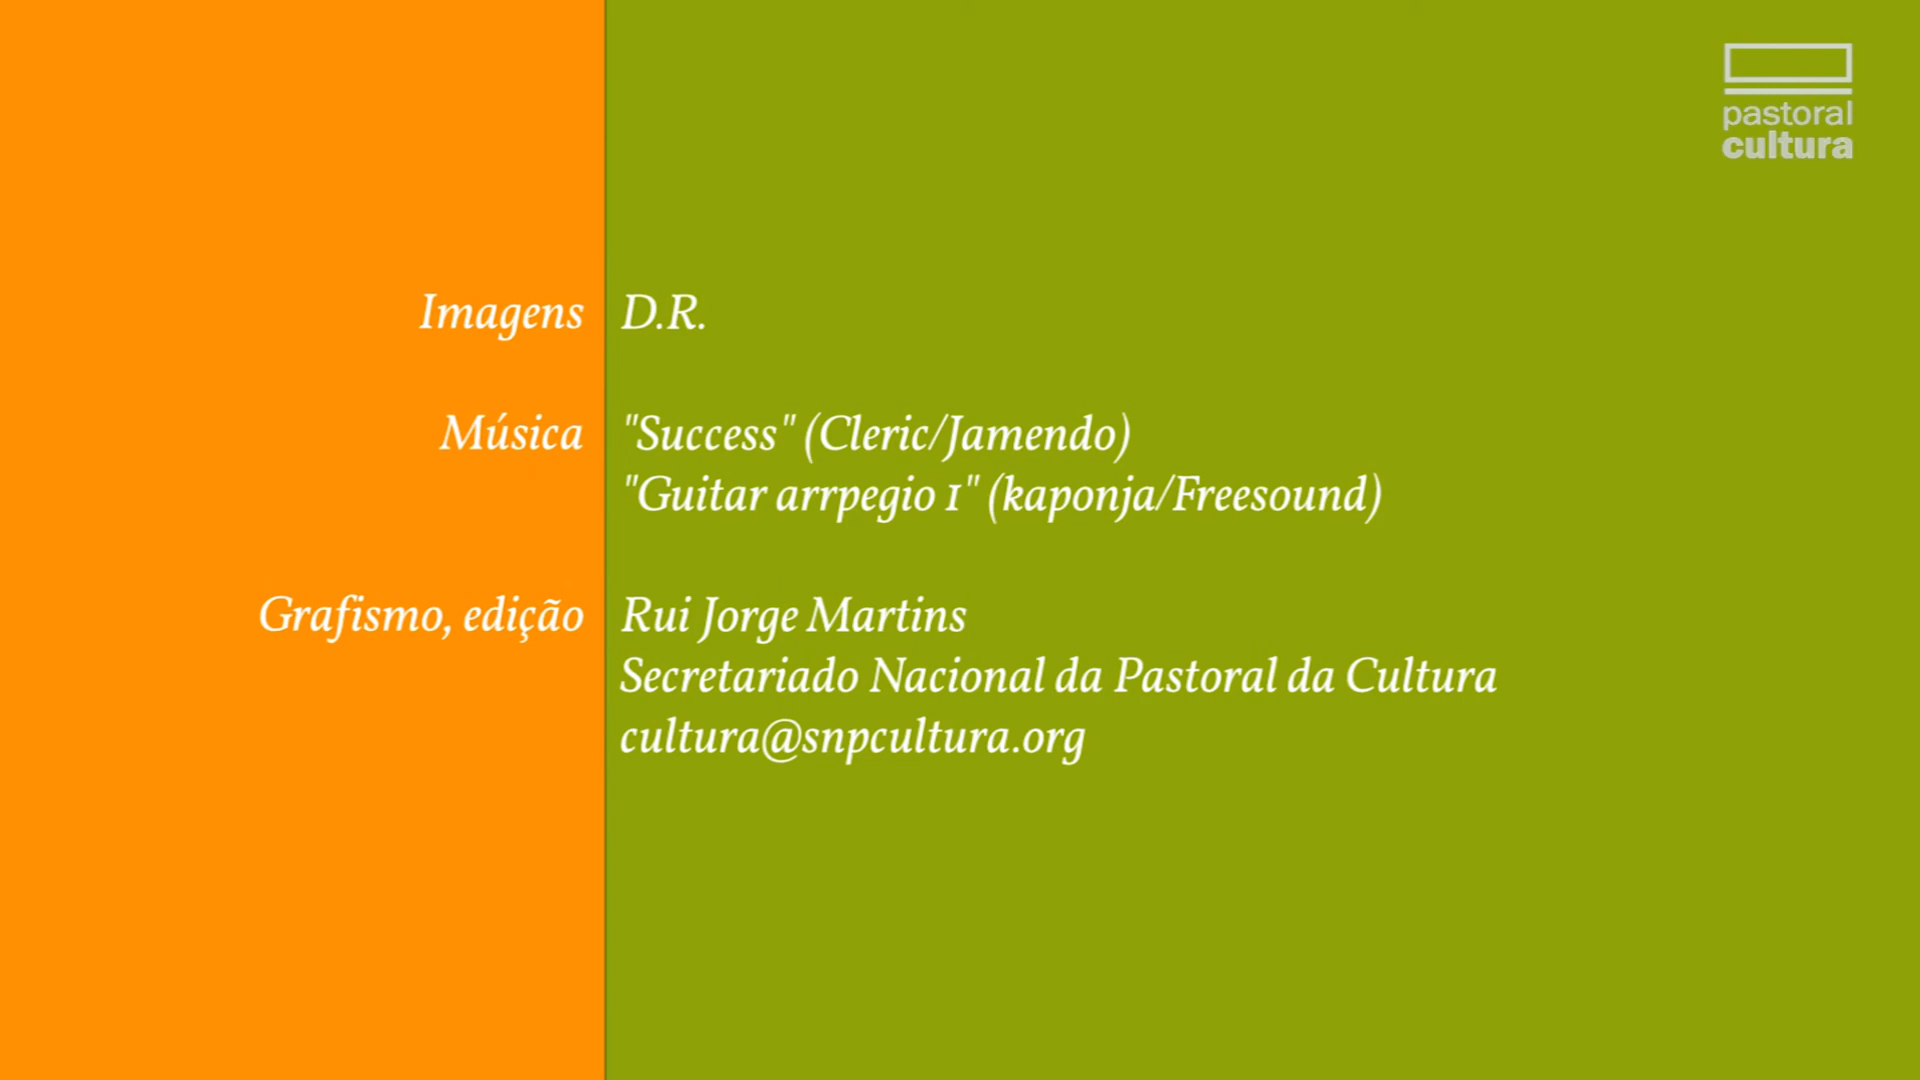 pastoral
cultura
Imagens D.R.
Música "Success" (Cleric/Jamendo)
"Guitar arrpegio 1" (kaponja/Freesound)
Grafismo, edição Rui Jorge Martins
Secretariado Nacional da Pastoral da Cultura
cultura@snpcultura.org